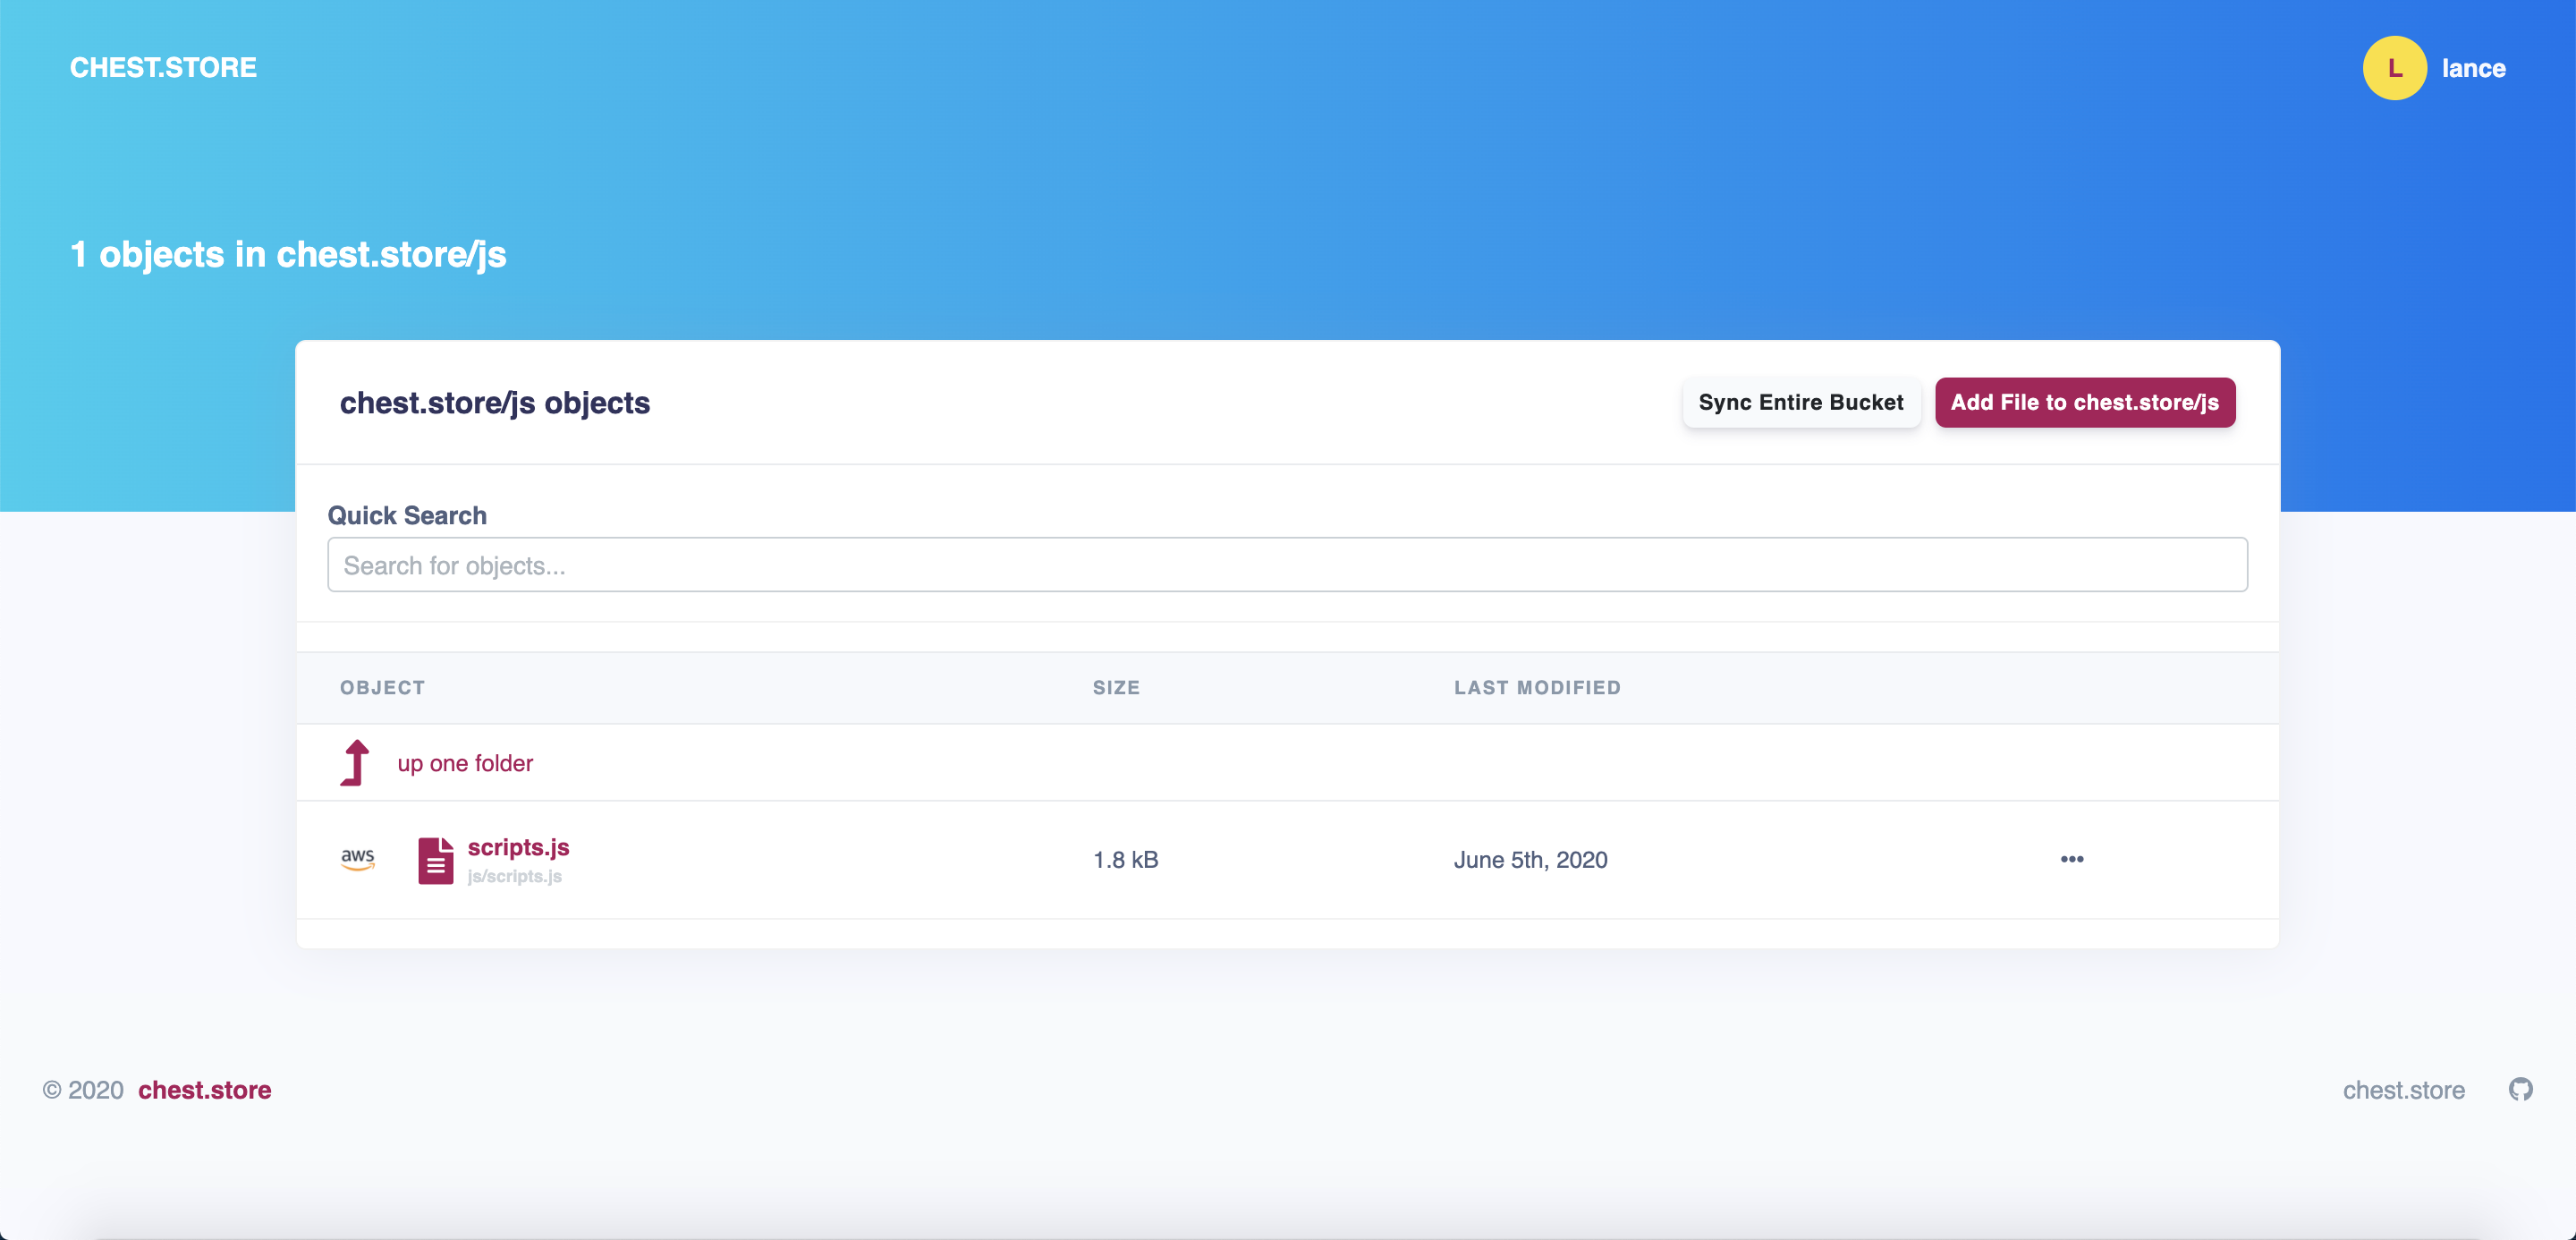 CHEST.STORE
L lance
1 objects in chest.store/js
chest.store/js objects
Sync Entire Bucket
Add File to chest.store/js
Quick Search
Search for objects...
OBJECT SIZE LAST MODIFIED
up one folder
aws scripts.js 1.8 kB June 5th, 2020
js/scripts.js
© 2020 chest.store
chest.store